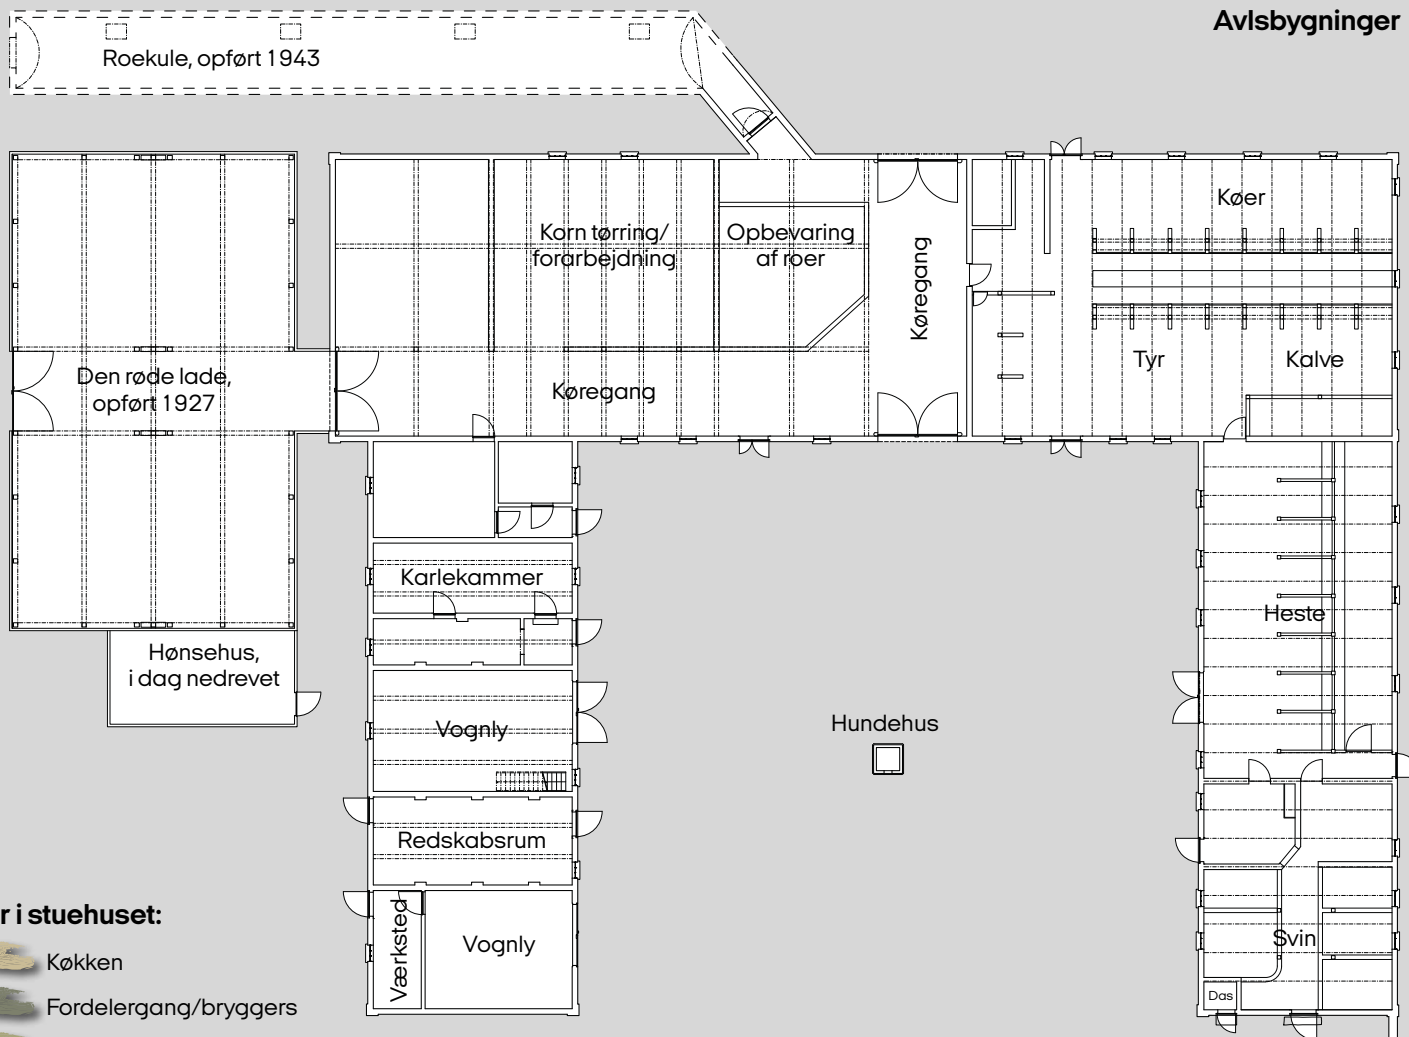 Avlsbygninger
Roekule, opført 1943
Køer
Korn tørring/
forarbejdning
Opbevaring
af roer
Køregang
Tyr
Kalve
Den røde lade,
opført 1927
Køregang
Karlekammer
Heste
Hønsehus,
i dag nedrevet
Vognly
Hundehus
Redskabsrum
Værksted
Vognly
Svin
Das
r i stuehuset:
Køkken
Fordelergang/bryggers